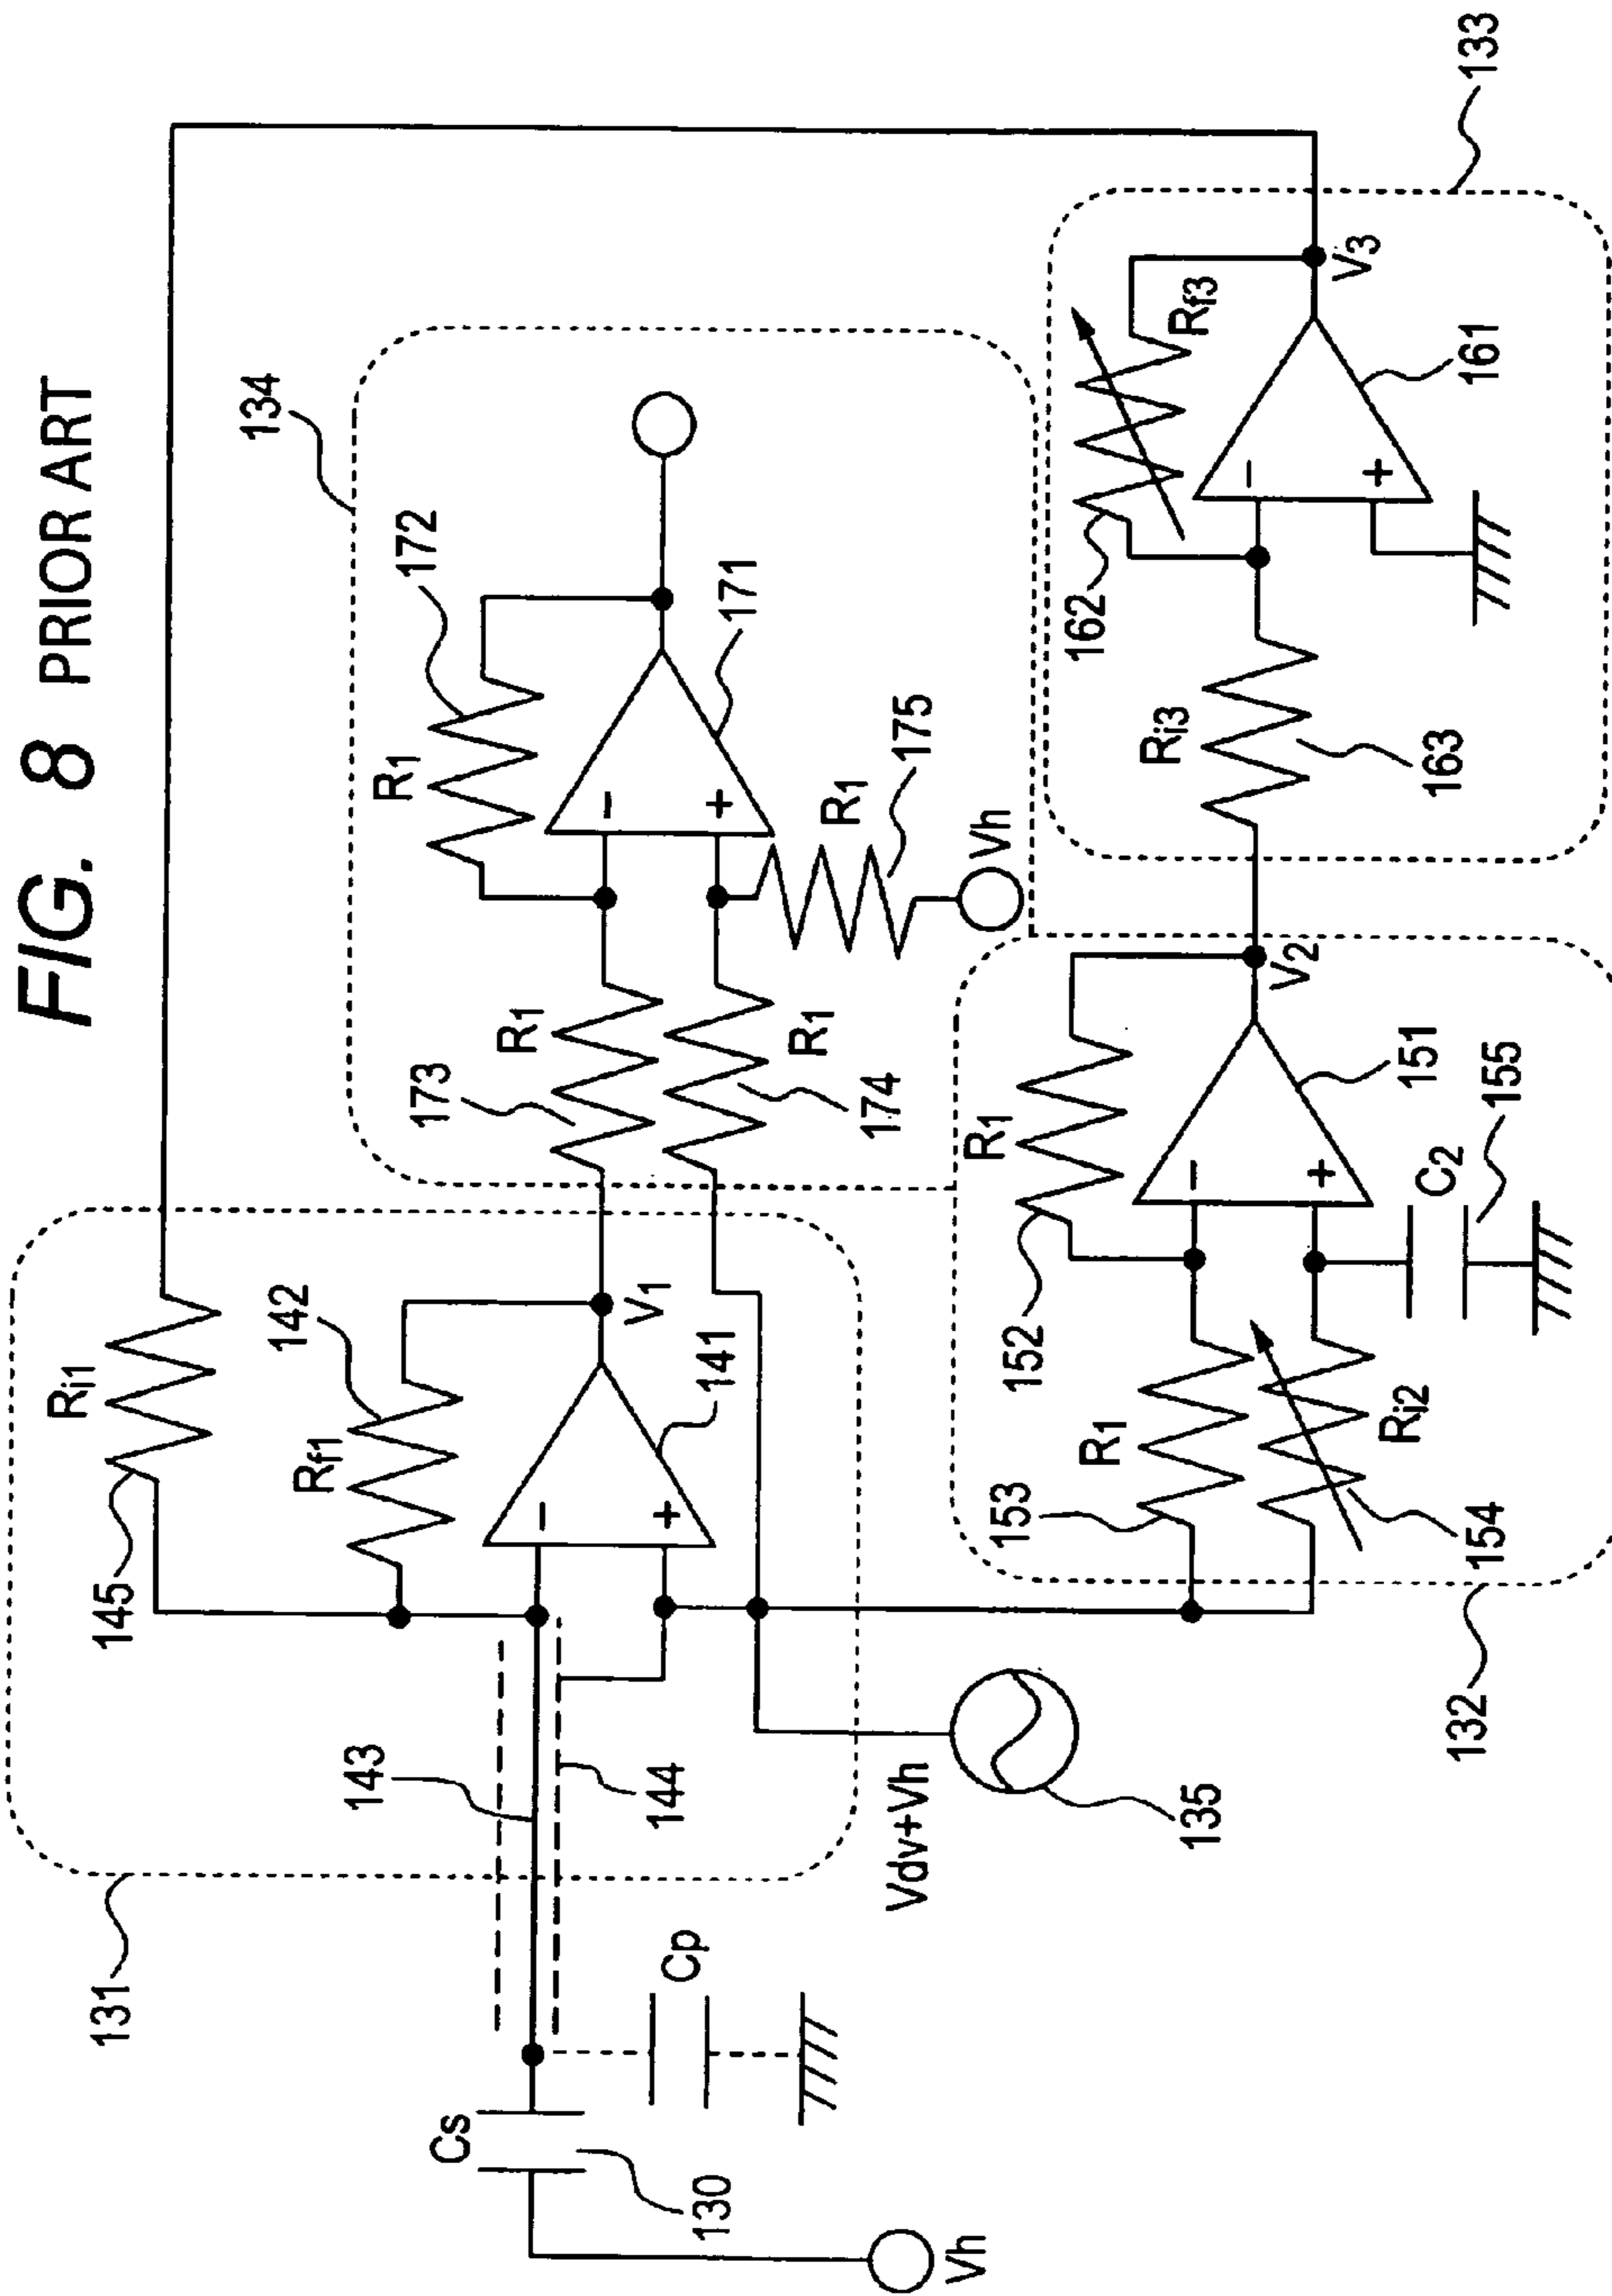 FIG. 8 PRIOR ART
131
145
Ri1
142
Rf1
143
144
141
V1
−
+
134
172
R1
173
R1
174
R1
171
−
+
175
R1
Vh
Cs
130
Vh
Cp
Vdv+Vh
135
132
153
R1
154
Ri2
152
R1
151
−
+
C2
155
V2
133
Ri3
163
162
Rf3
161
−
+
V3